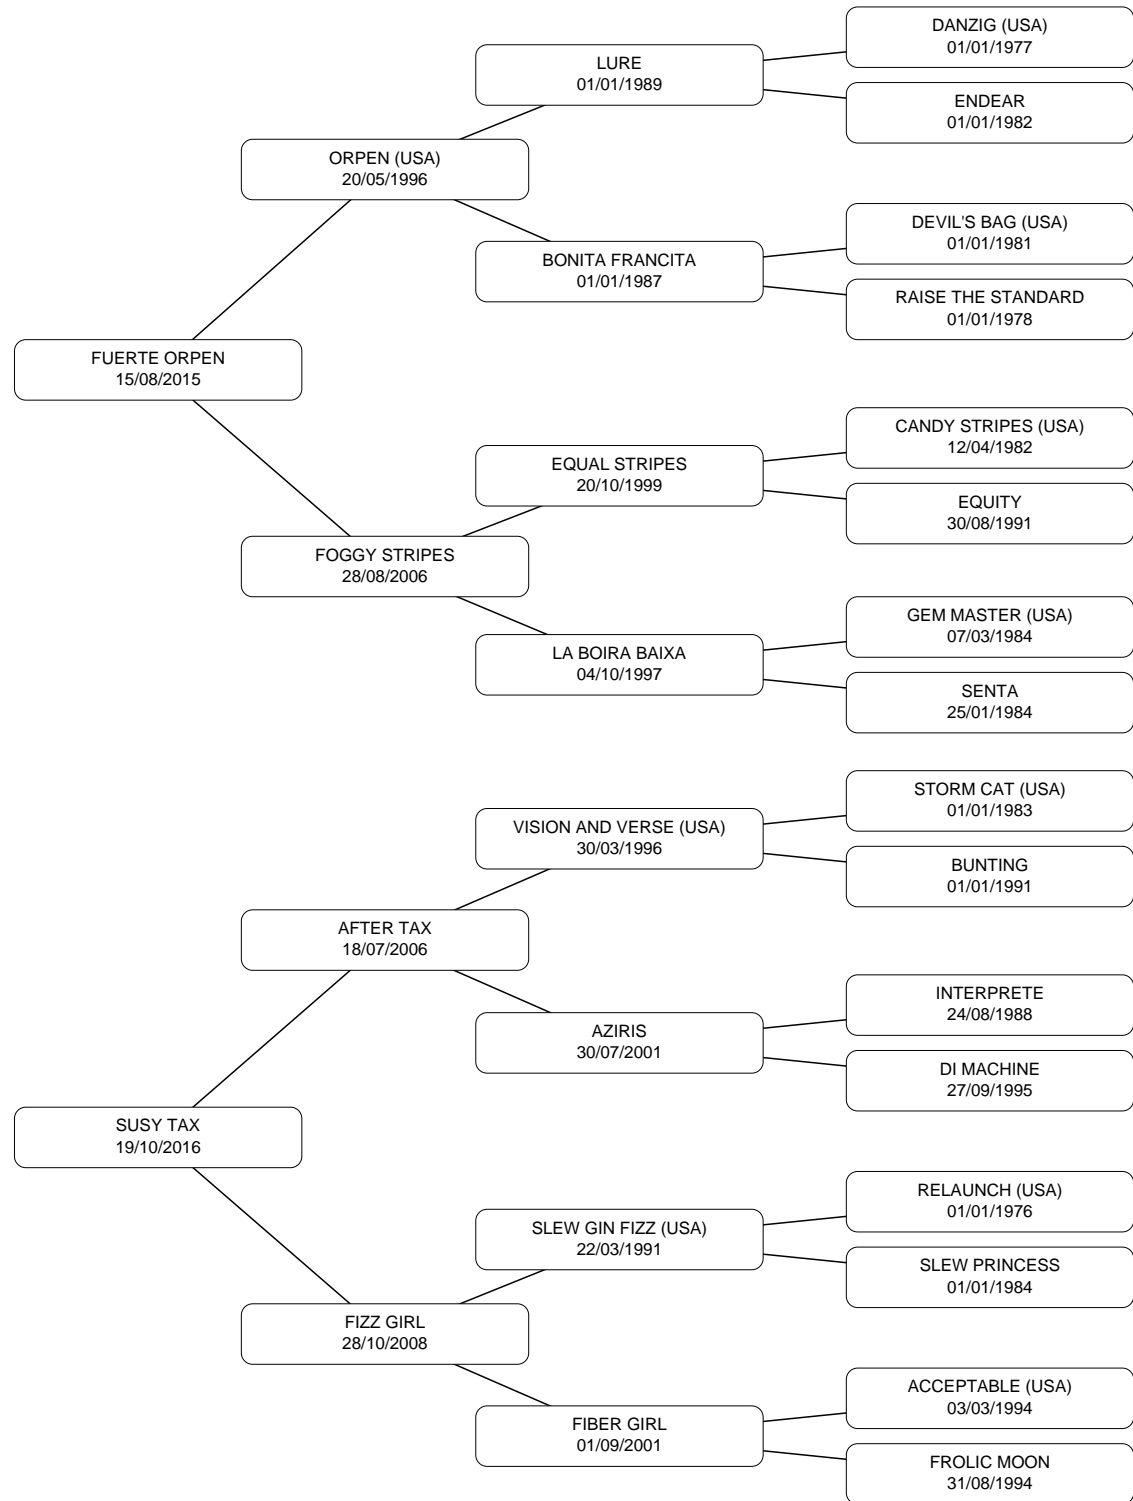 DANZIG (USA)
01/01/1977
LURE
01/01/1989
ENDEAR
01/01/1982
ORPEN (USA)
20/05/1996
DEVIL'S BAG (USA)
01/01/1981
BONITA FRANCITA
01/01/1987
RAISE THE STANDARD
01/01/1978
FUERTE ORPEN
15/08/2015
CANDY STRIPES (USA)
12/04/1982
EQUAL STRIPES
20/10/1999
EQUITY
30/08/1991
FOGGY STRIPES
28/08/2006
GEM MASTER (USA)
07/03/1984
LA BOIRA BAIXA
04/10/1997
SENTA
25/01/1984
STORM CAT (USA)
01/01/1983
VISION AND VERSE (USA)
30/03/1996
BUNTING
01/01/1991
AFTER TAX
18/07/2006
INTERPRETE
24/08/1988
AZIRIS
30/07/2001
DI MACHINE
27/09/1995
SUSY TAX
19/10/2016
RELAUNCH (USA)
01/01/1976
SLEW GIN FIZZ (USA)
22/03/1991
SLEW PRINCESS
01/01/1984
FIZZ GIRL
28/10/2008
ACCEPTABLE (USA)
03/03/1994
FIBER GIRL
01/09/2001
FROLIC MOON
31/08/1994